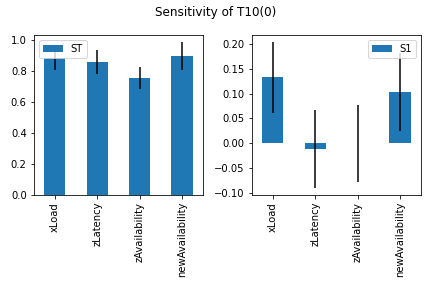 Sensitivity of T10(0)
1.0
0.8
0.6
0.4
0.2
0.0
ST
xLoad
zLatency
zAvailability
newAvailability
0.20
0.15
0.10
0.05
0.00
−0.05
−0.10
S1
xLoad
zLatency
zAvailability
newAvailability